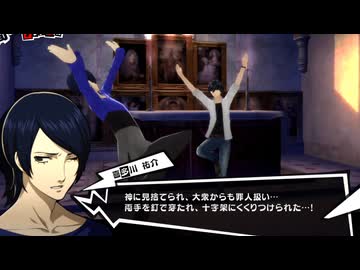 喜多川 祐介
神に見捨てられ、大衆からも罪人扱い…
両手を釘で穿たれ、十字架にくくりつけられた…!